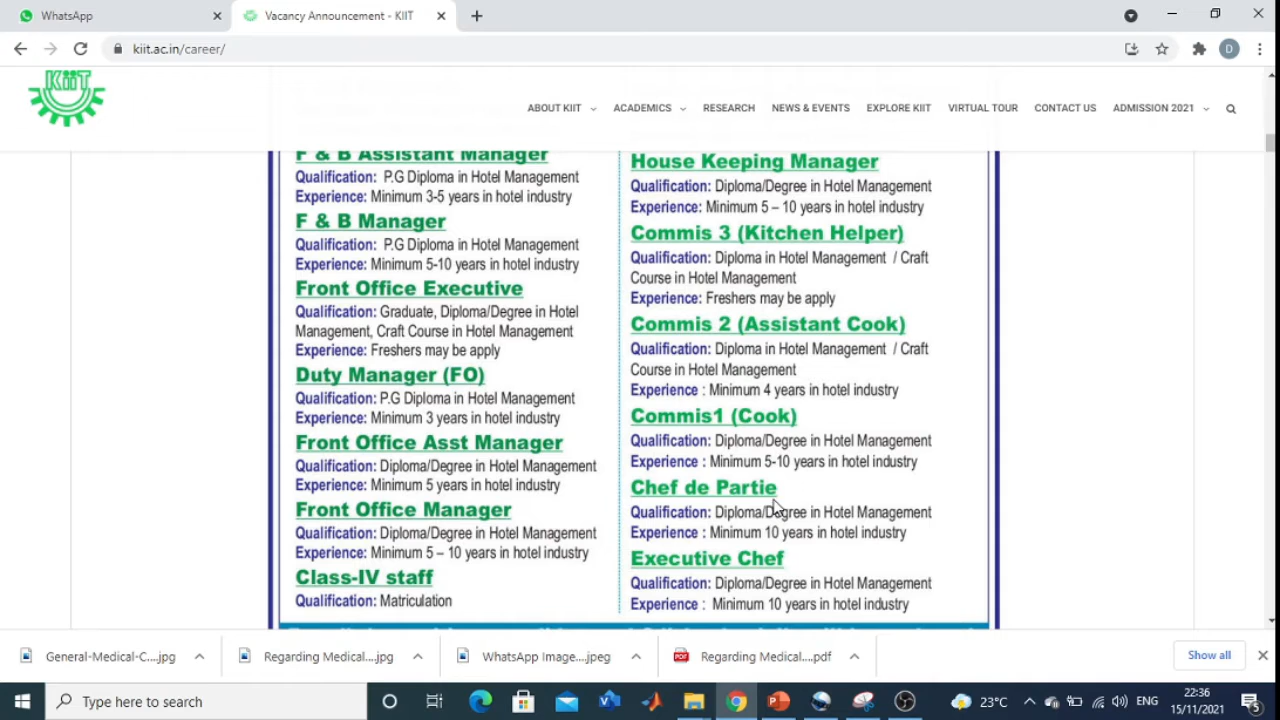 WhatsApp
Vacancy Announcement - KIIT
kiit.ac.in/career/
D
KIIT
ABOUT KIIT
ACADEMICS
RESEARCH
NEWS & EVENTS
EXPLORE KIIT
VIRTUAL TOUR
CONTACT US
ADMISSION 2021
F & B Assistant Manager
Qualification: P.G Diploma in Hotel Management
Experience: Minimum 3-5 years in hotel industry
F & B Manager
Qualification: P.G Diploma in Hotel Management
Experience: Minimum 5-10 years in hotel industry
Front Office Executive
Qualification: Graduate, Diploma/Degree in Hotel
Management, Craft Course in Hotel Management
Experience: Freshers may be apply
Duty Manager (FO)
Qualification: P.G Diploma in Hotel Management
Experience: Minimum 3 years in hotel industry
Front Office Asst Manager
Qualification: Diploma/Degree in Hotel Management
Experience: Minimum 5 years in hotel industry
Front Office Manager
Qualification: Diploma/Degree in Hotel Management
Experience: Minimum 5 – 10 years in hotel industry
Class-IV staff
Qualification: Matriculation
House Keeping Manager
Qualification: Diploma/Degree in Hotel Management
Experience: Minimum 5 – 10 years in hotel industry
Commis 3 (Kitchen Helper)
Qualification: Diploma in Hotel Management / Craft
Course in Hotel Management
Experience: Freshers may be apply
Commis 2 (Assistant Cook)
Qualification: Diploma in Hotel Management / Craft
Course in Hotel Management
Experience : Minimum 4 years in hotel industry
Commis1 (Cook)
Qualification: Diploma/Degree in Hotel Management
Experience : Minimum 5-10 years in hotel industry
Chef de Partie
Qualification: Diploma/Degree in Hotel Management
Experience : Minimum 10 years in hotel industry
Executive Chef
Qualification: Diploma/Degree in Hotel Management
Experience : Minimum 10 years in hotel industry
General-Medical-C....jpg
Regarding Medical....jpg
WhatsApp Image....jpeg
Regarding Medical....pdf
Show all
Type here to search
23°C
ENG
22:36
15/11/2021
5